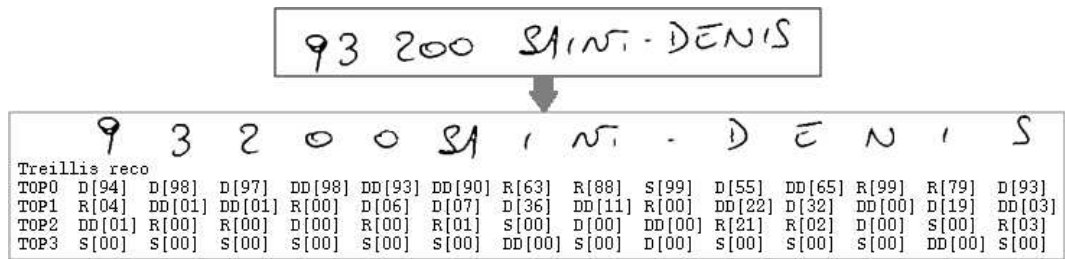 93 200 SAINT-DENIS
9 3 2 0 0 SA I NT. - D E N I S
Treillis reco
TOP0 D[94] D[98] D[97] DD[98] DD[93] DD[90] R[63] R[88] S[99] D[55] DD[65] R[99] R[79] D[93]
TOP1 R[04] DD[01] DD[01] R[00] D[06] D[07] D[36] DD[11] R[00] DD[22] D[32] DD[00] D[19] DD[03]
TOP2 DD[01] R[00] R[00] D[00] R[00] R[01] S[00] D[00] DD[00] R[21] R[02] D[00] S[00] R[03]
TOP3 S[00] S[00] S[00] S[00] S[00] S[00] DD[00] S[00] D[00] S[00] S[00] S[00] DD[00] S[00]